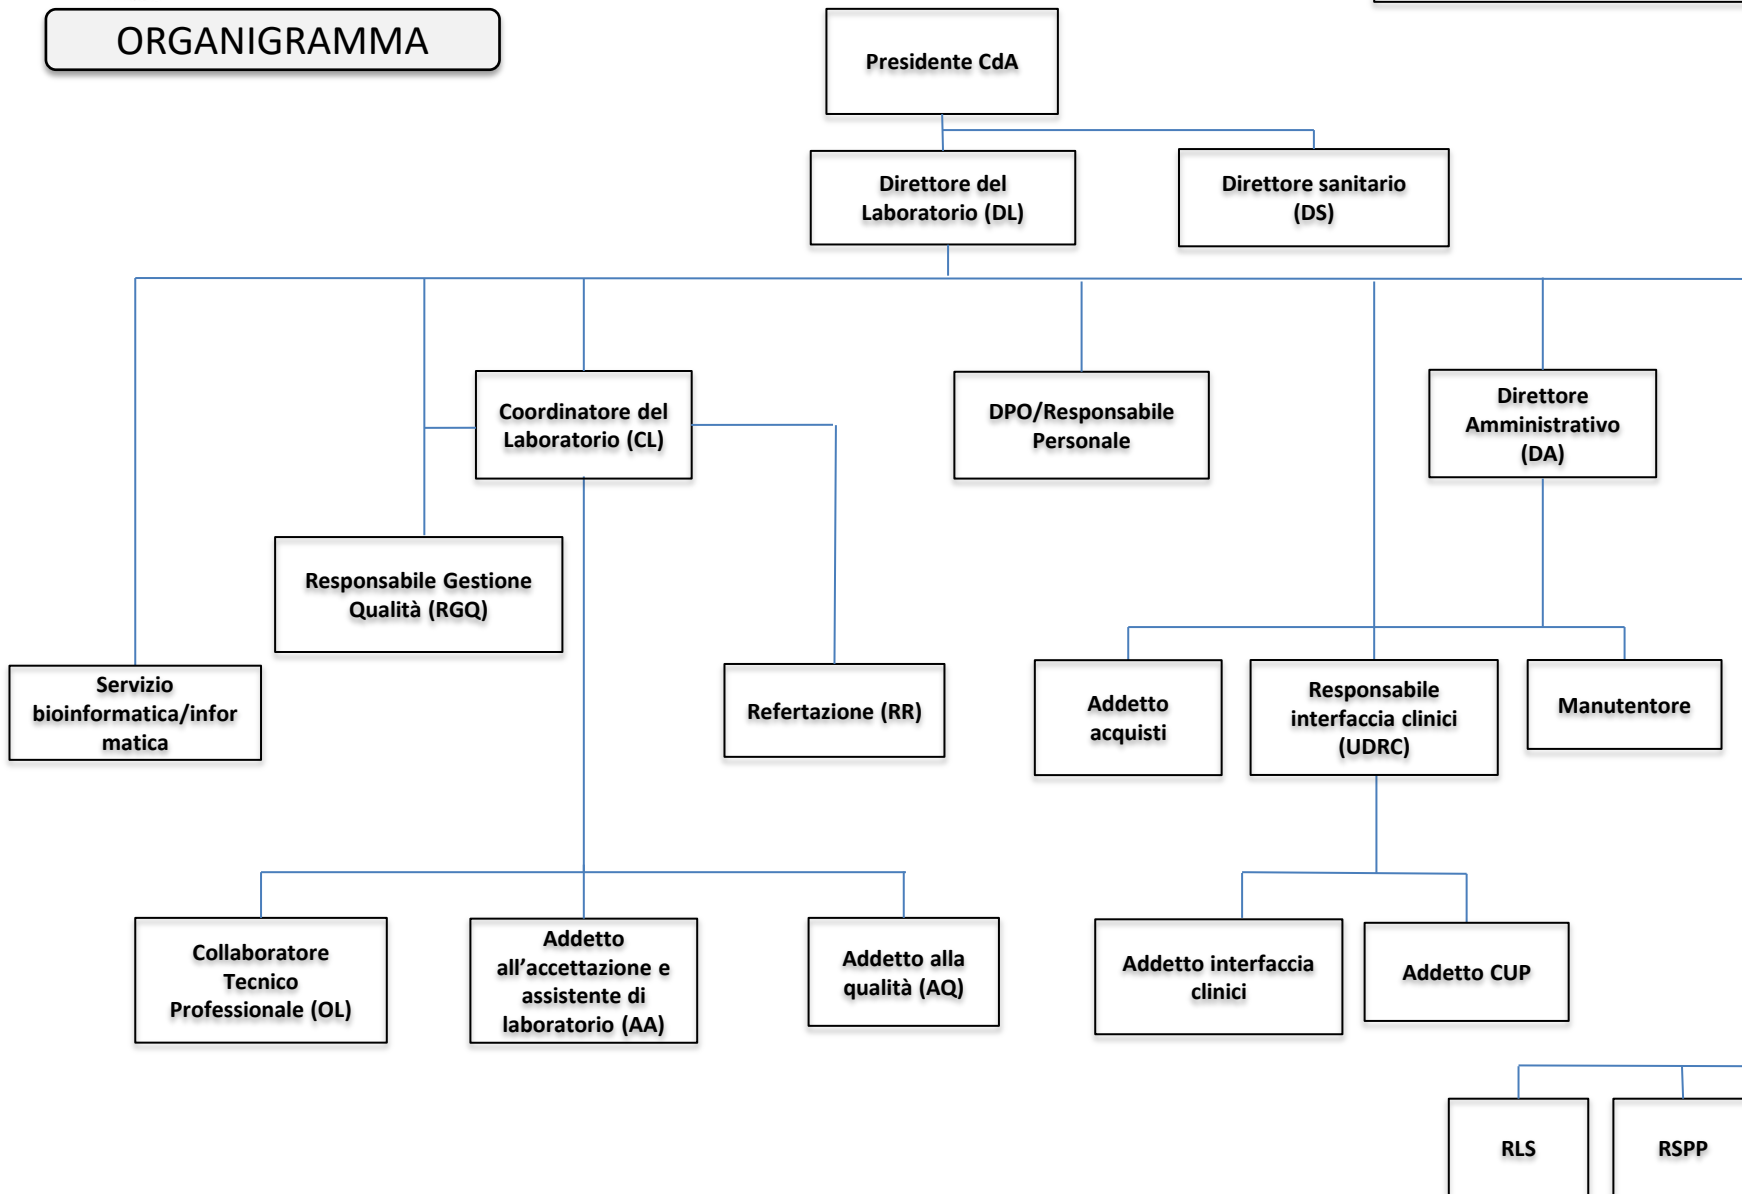 ORGANIGRAMMA
Presidente CdA
Direttore del
Laboratorio (DL)
Direttore sanitario
(DS)
Coordinatore del
Laboratorio (CL)
DPO/Responsabile
Personale
Direttore
Amministrativo
(DA)
Responsabile Gestione
Qualità (RGQ)
Servizio
bioinformatica/infor
matica
Refertazione (RR)
Addetto
acquisti
Responsabile
interfaccia clinici
(UDRC)
Manutentore
Collaboratore
Tecnico
Professionale (OL)
Addetto
all’accettazione e
assistente di
laboratorio (AA)
Addetto alla
qualità (AQ)
Addetto interfaccia
clinici
Addetto CUP
RLS
RSPP